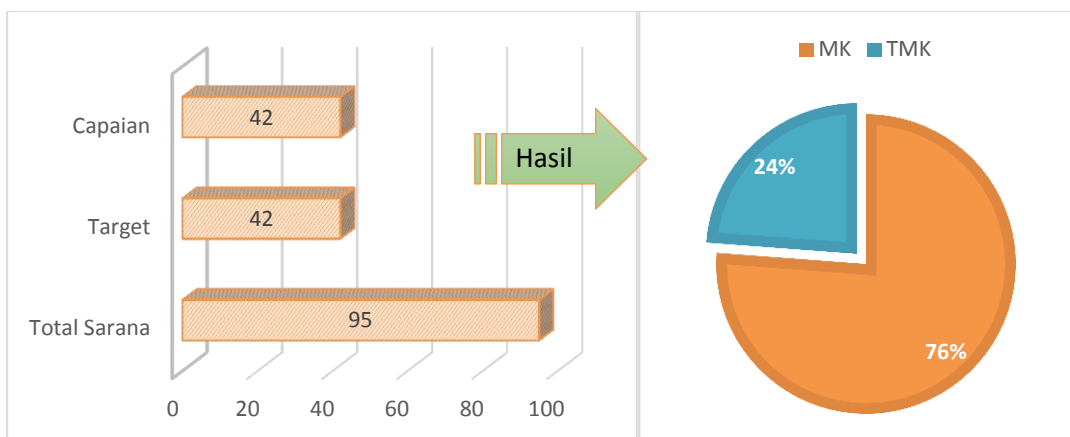 Capaian
42
Target
42
Total Sarana
95
0 20 40 60 80 100
Hasil
MK TMK
24%
76%